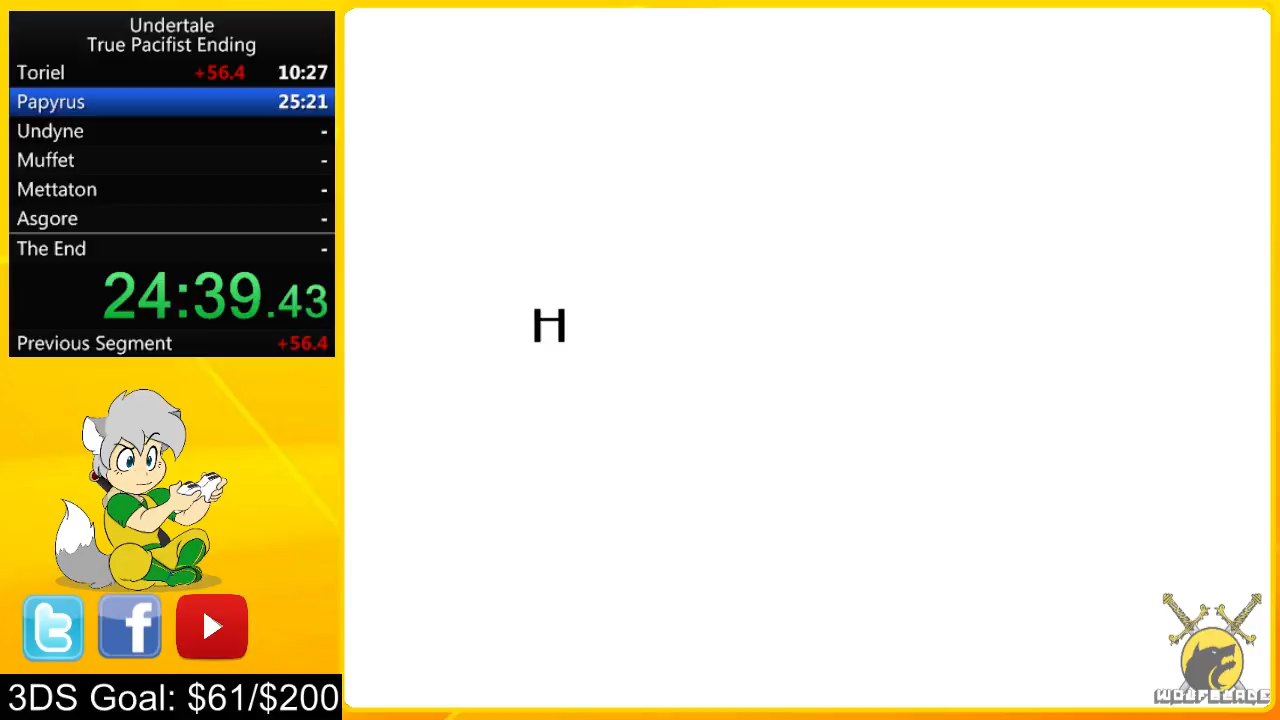 Undertale
True Pacifist Ending
Toriel +56.4 10:27
Papyrus 25:21
Undyne -
Muffet -
Mettaton -
Asgore -
The End -
24:39.43
Previous Segment +56.4
H
3DS Goal: $61/$200
WOLFBLADE